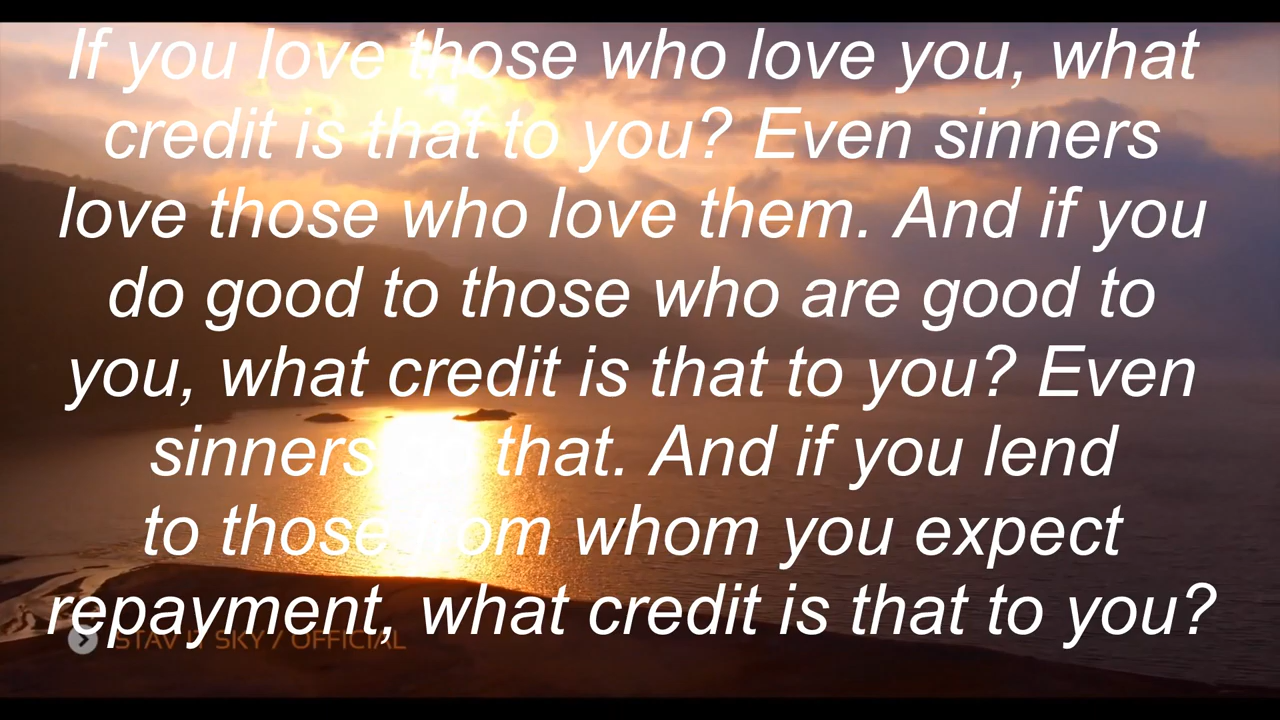 If you love those who love you, what
credit is that to you? Even sinners
love those who love them. And if you
do good to those who are good to
you, what credit is that to you? Even
sinners do that. And if you lend
to those from whom you expect
repayment, what credit is that to you?
SKY / OFFICIAL